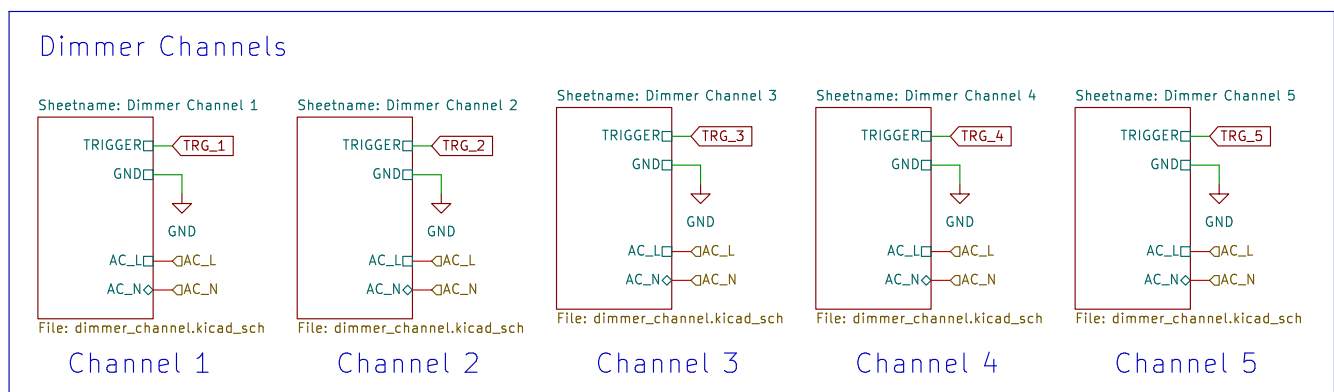 Dimmer Channels
Sheetname: Dimmer Channel 1
TRIGGER
TRG_1
GND
GND
AC_L
AC_L
AC_N
AC_N
File: dimmer_channel.kicad_sch
Channel 1
Sheetname: Dimmer Channel 2
TRIGGER
TRG_2
GND
GND
AC_L
AC_L
AC_N
AC_N
File: dimmer_channel.kicad_sch
Channel 2
Sheetname: Dimmer Channel 3
TRIGGER
TRG_3
GND
GND
AC_L
AC_L
AC_N
AC_N
File: dimmer_channel.kicad_sch
Channel 3
Sheetname: Dimmer Channel 4
TRIGGER
TRG_4
GND
GND
AC_L
AC_L
AC_N
AC_N
File: dimmer_channel.kicad_sch
Channel 4
Sheetname: Dimmer Channel 5
TRIGGER
TRG_5
GND
GND
AC_L
AC_L
AC_N
AC_N
File: dimmer_channel.kicad_sch
Channel 5